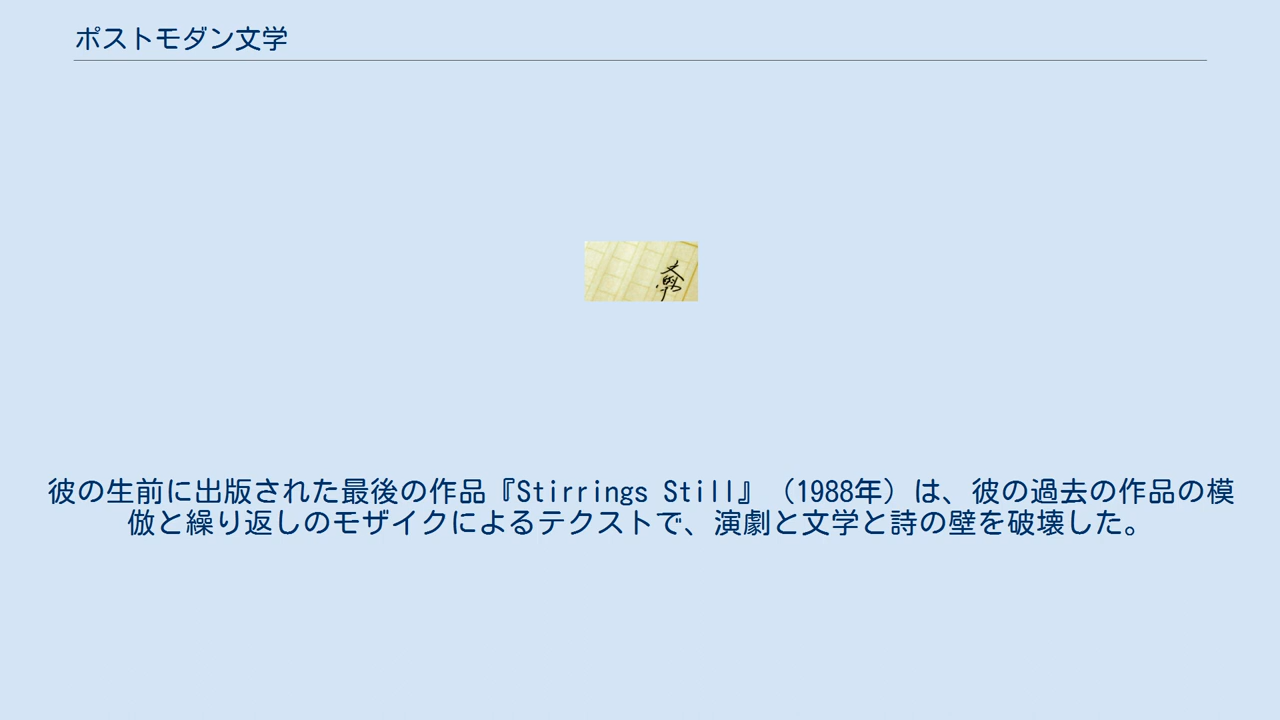 ポストモダン文学
文學
彼の生前に出版された最後の作品『Stirrings Still』（1988年）は、彼の過去の作品の模
倣と繰り返しのモザイクによるテクストで、演劇と文学と詩の壁を破壊した。